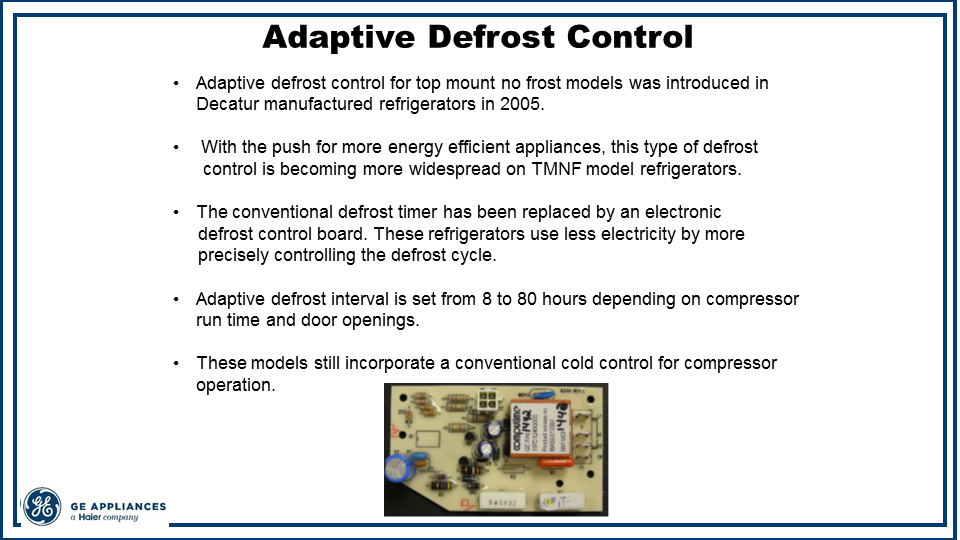 Adaptive Defrost Control
• Adaptive defrost control for top mount no frost models was introduced in
Decatur manufactured refrigerators in 2005.
• With the push for more energy efficient appliances, this type of defrost
control is becoming more widespread on TMNF model refrigerators.
• The conventional defrost timer has been replaced by an electronic
defrost control board. These refrigerators use less electricity by more
precisely controlling the defrost cycle.
• Adaptive defrost interval is set from 8 to 80 hours depending on compressor
run time and door openings.
• These models still incorporate a conventional cold control for compressor
operation.
computime
GE APPLIANCES
a Haier company